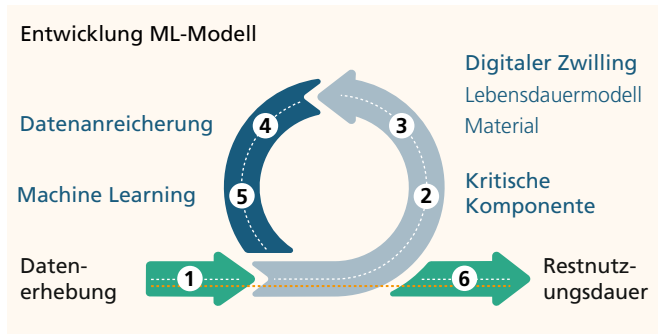 Entwicklung ML-Modell
Digitaler Zwilling
Lebensdauermodell
Material
Datenanreicherung
4
3
Machine Learning
5
2
Kritische
Komponente
Daten-
erhebung
1
6
Restnutz-
ungsdauer